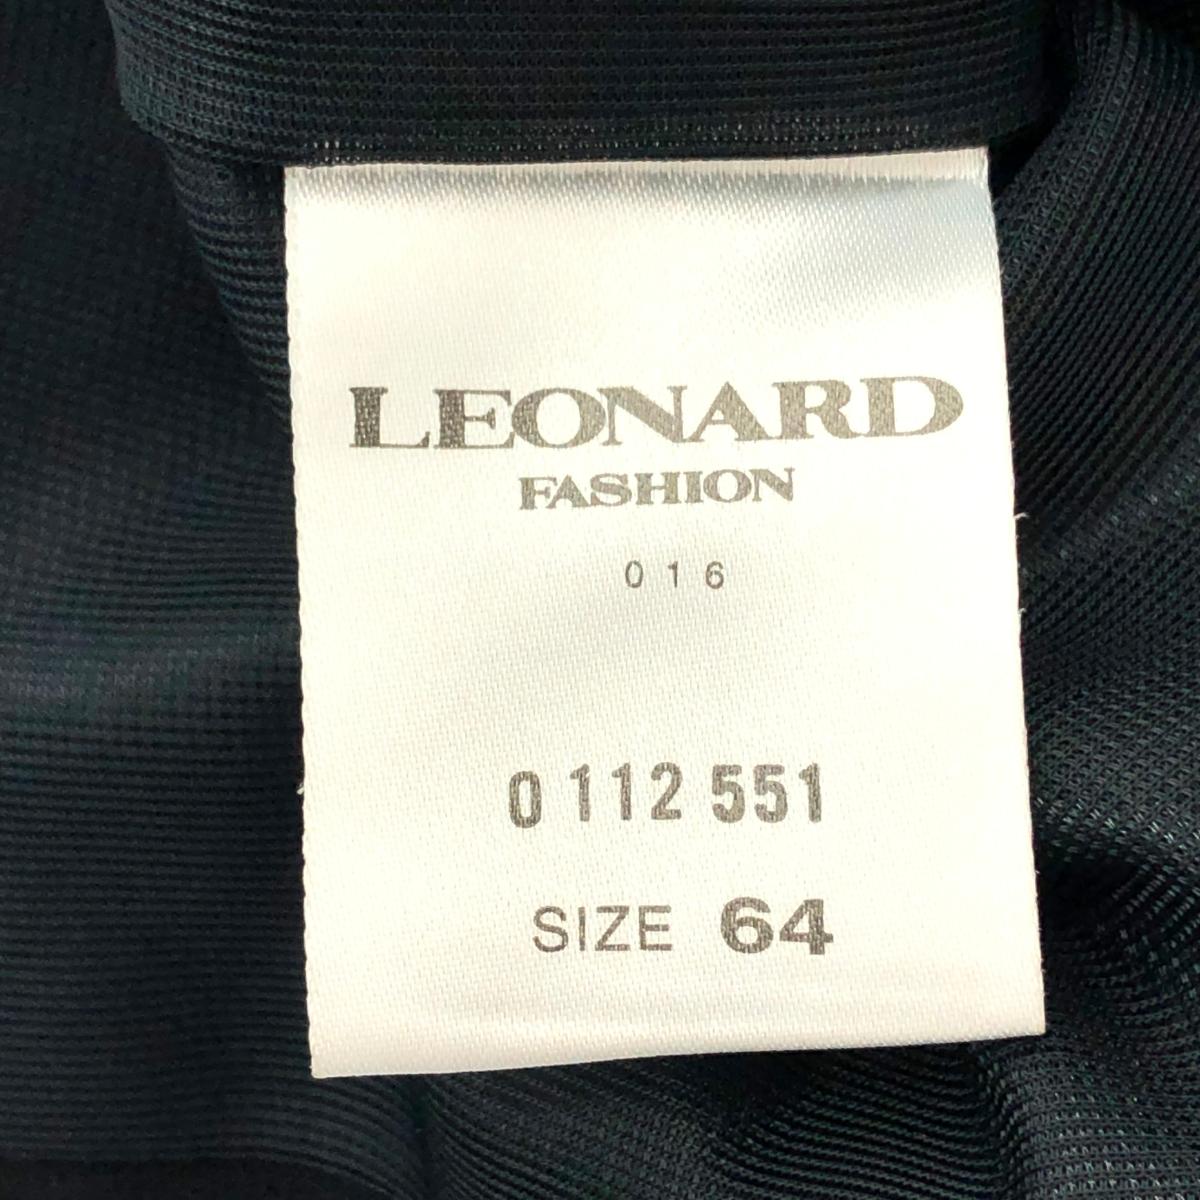 LEONARD
FASHION
016
0 112 551
SIZE 64